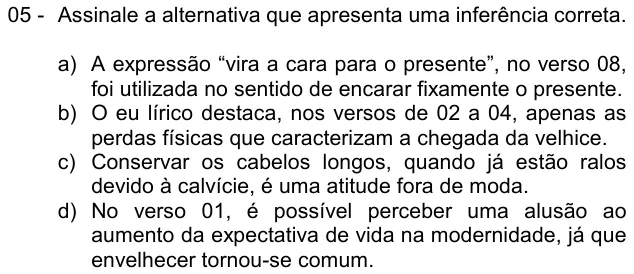 05 - Assinale a alternativa que apresenta uma inferência correta.
a) A expressão “vira a cara para o presente”, no verso 08,
foi utilizada no sentido de encarar fixamente o presente.
b) O eu lírico destaca, nos versos de 02 a 04, apenas as
perdas físicas que caracterizam a chegada da velhice.
c) Conservar os cabelos longos, quando já estão ralos
devido à calvície, é uma atitude fora de moda.
d) No verso 01, é possível perceber uma alusão ao
aumento da expectativa de vida na modernidade, já que
envelhecer tornou-se comum.